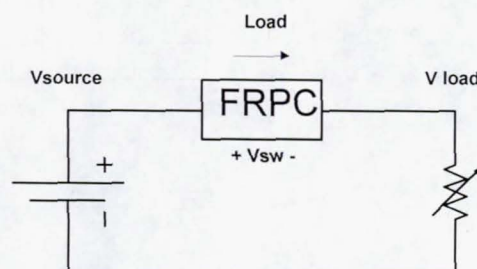 Load
Vsource
FRPC
V load
+ Vsw -
+
-